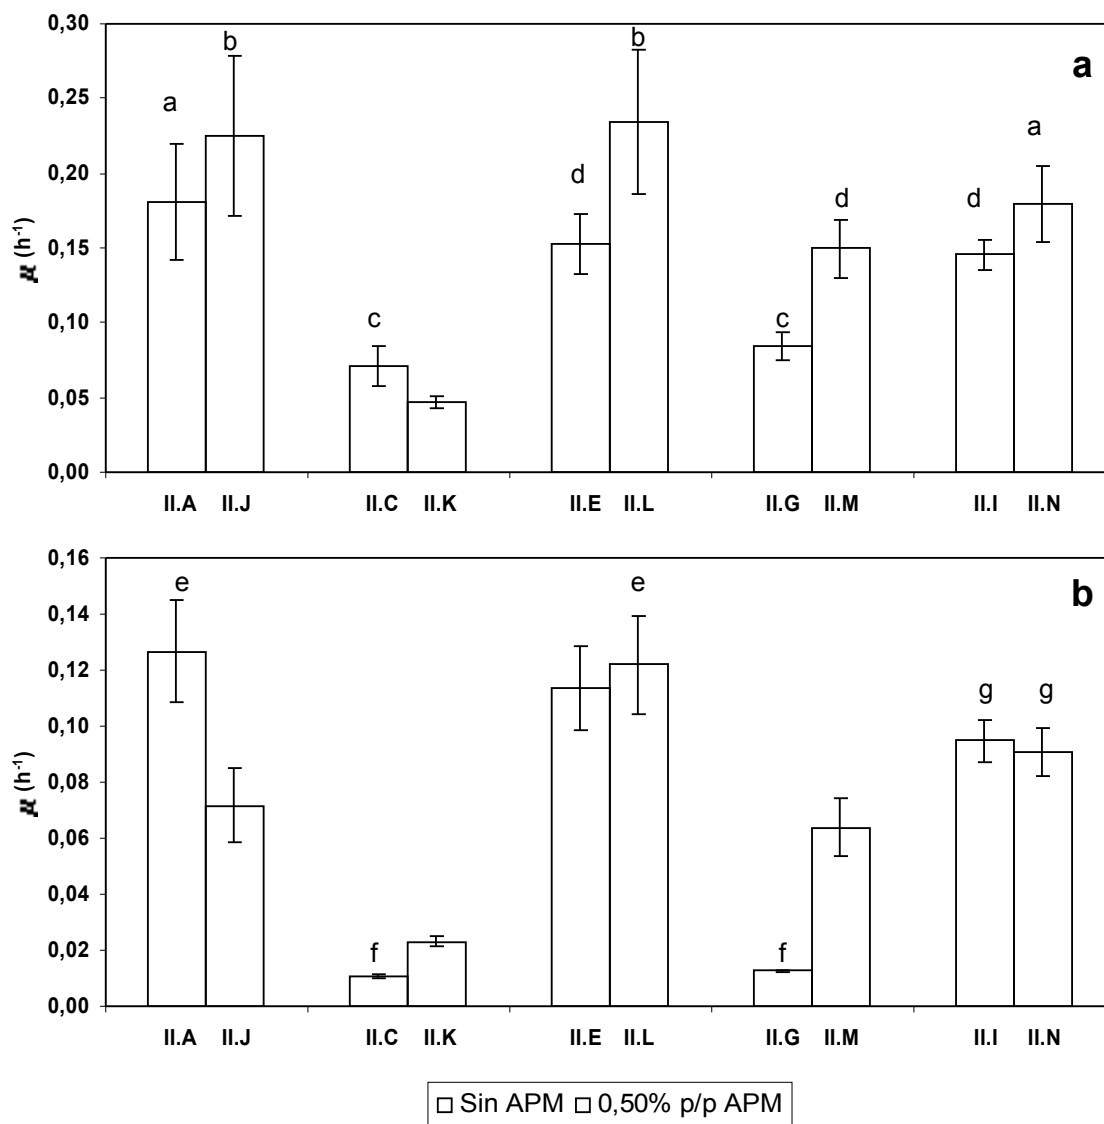 0,30
b
b
a
0,25
a
a
0,20
d
d
d
μ (h-1)
0,15
c
c
0,10
0,05
0,00
II.A II.J II.C II.K II.E II.L II.G II.M II.I II.N
0,16
e
e
b
0,14
0,12
g
g
0,10
μ (h-1)
0,08
0,06
0,04
f
f
0,02
0,00
II.A II.J II.C II.K II.E II.L II.G II.M II.I II.N
Sin APM 0,50% p/p APM